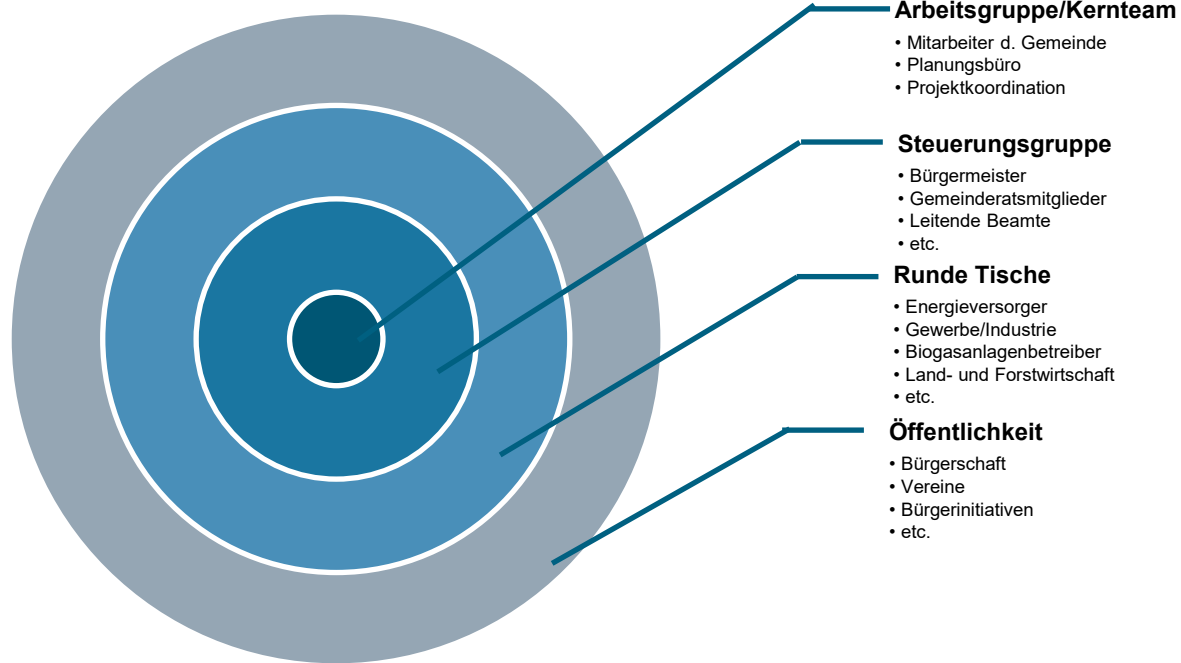 Arbeitsgruppe/Kernteam
• Mitarbeiter d. Gemeinde
• Planungsbüro
• Projektkoordination
Steuerungsgruppe
• Bürgermeister
• Gemeinderatsmitglieder
• Leitende Beamte
• etc.
Runde Tische
• Energieversorger
• Gewerbe/Industrie
• Biogasanlagenbetreiber
• Land- und Forstwirtschaft
• etc.
Öffentlichkeit
• Bürgerschaft
• Vereine
• Bürgerinitiativen
• etc.